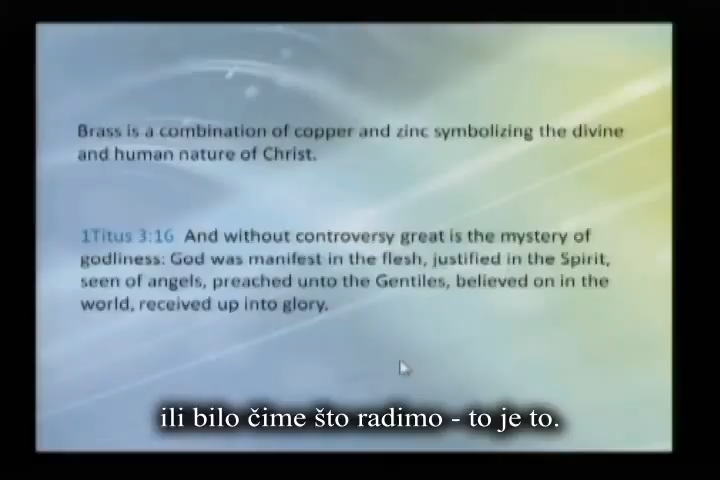 Brass is a combination of copper and zinc symbolizing the divine
and human nature of Christ.
1Titus 3:16 And without controversy great is the mystery of
godliness: God was manifest in the flesh, justified in the Spirit,
seen of angels, preached unto the Gentiles, believed on in the
world, received up into glory.
ili bilo čime što radimo - to je to.